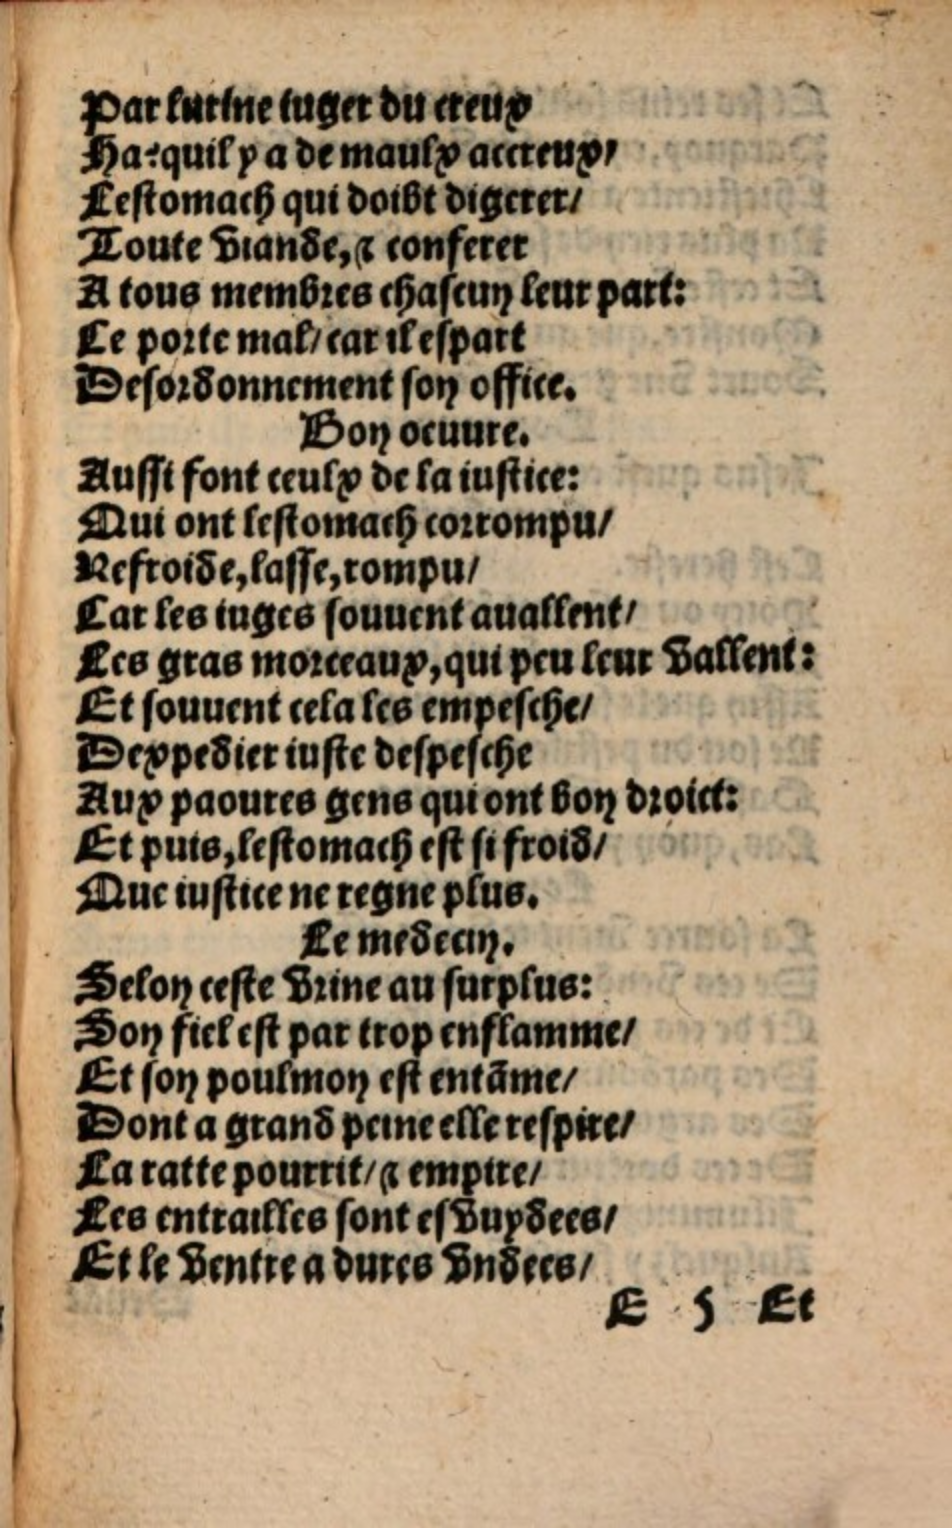 Par lurine iuger du creux
Ha: quil y a de maulx accreux/
Lestomach qui doibt digerer/
Toute viande, & conferer
A tous membres chascun leur part:
Se porte mal/ car il espart
Desordonnement son office.
Bon oeuure.
Aussi font ceulx de la iustice:
Qui ont lestomach corrompu/
Refroide, lasse, rompu/
Car les iuges souuent auallent/
Les gras morceaux, qui peu leur vallent:
Et souuent cela les empesche/
Dexpedier iuste despesche
Aux paoures gens qui ont bon droict:
Et puis, lestomach est si froid/
Que iustice ne regne plus.
Le medecin.
Selon ceste vrine au surplus:
Son fiel est par trop enflamme/
Et son poulmon est entãme/
Dont a grand peine elle respire/
La ratte pourrit/ & empire/
Les entrailles sont esvuydees/
Et le ventre a dures vndees/
E 5 Et